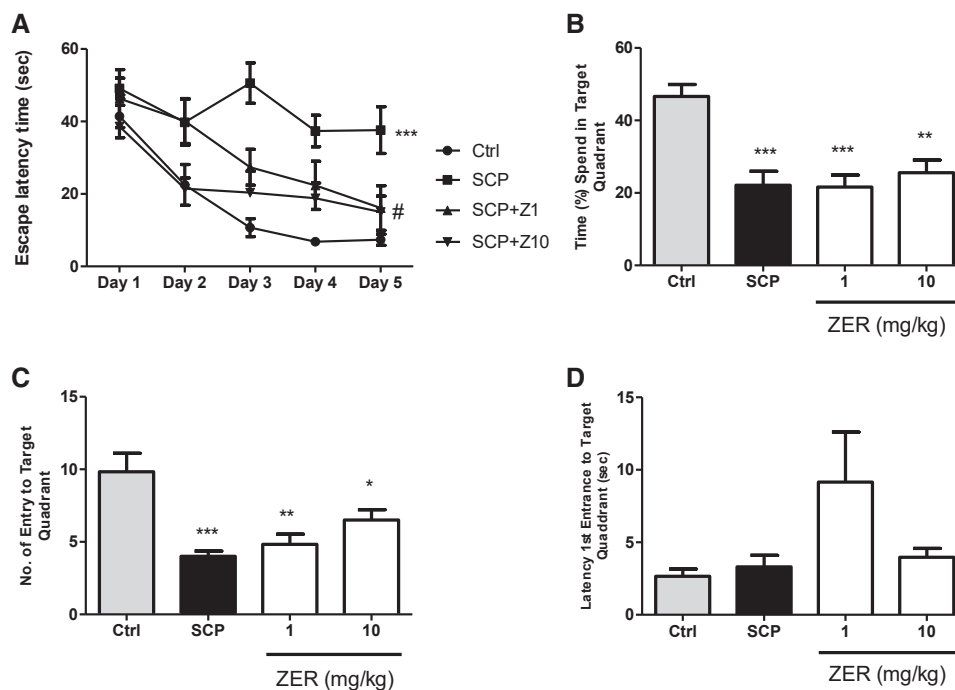 A
Escape latency time (sec)
60
40
20
0
Day 1 Day 2 Day 3 Day 4 Day 5
***
#
Ctrl
SCP
SCP+Z1
SCP+Z10
B
Time (%) Spend in Target
Quadrant
60
40
20
0
***
***
**
Ctrl SCP 1 10
ZER (mg/kg)
C
No. of Entry to Target
Quadrant
15
10
5
0
***
**
*
Ctrl SCP 1 10
ZER (mg/kg)
D
Latency 1st Entrance to Target
Quaddrant (sec)
15
10
5
0
Ctrl SCP 1 10
ZER (mg/kg)